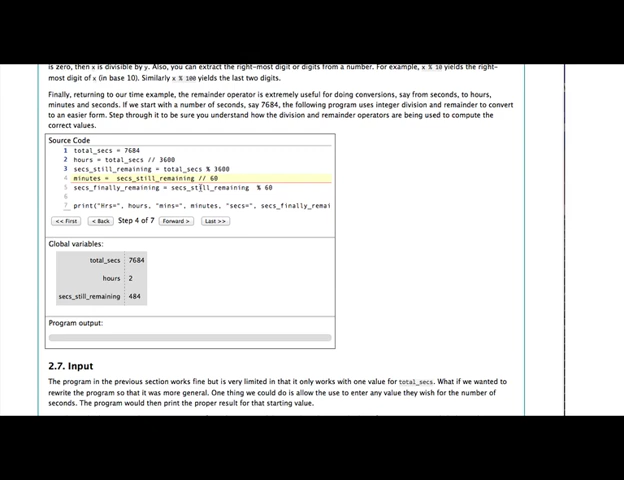 is zero, then x is divisible by y. Also, you can extract the right-most digit or digits from a number. For example, x % 10 yields the right-
most digit of x (in base 10). Similarly x % 100 yields the last two digits.
Finally, returning to our time example, the remainder operator is extremely useful for doing conversions, say from seconds, to hours,
minutes and seconds. If we start with a number of seconds, say 7684, the following program uses integer division and remainder to convert
to an easier form. Step through it to be sure you understand how the division and remainder operators are being used to compute the
correct values.
Source Code
1 total_secs = 7684
2 hours = total_secs // 3600
3 secs_still_remaining = total_secs % 3600
4 minutes =  secs_still_remaining // 60
5 secs_finally_remaining = secs_still_remaining  % 60
6
7 print("Hrs=", hours, "mins=", minutes, "secs=", secs_finally_remai
<< First < Back Step 4 of 7 Forward > Last >>
Global variables:
total_secs 7684
hours 2
secs_still_remaining 484
Program output:
2.7. Input
The program in the previous section works fine but is very limited in that it only works with one value for total_secs. What if we wanted to
rewrite the program so that it was more general. One thing we could do is allow the use to enter any value they wish for the number of
seconds. The program would then print the proper result for that starting value.